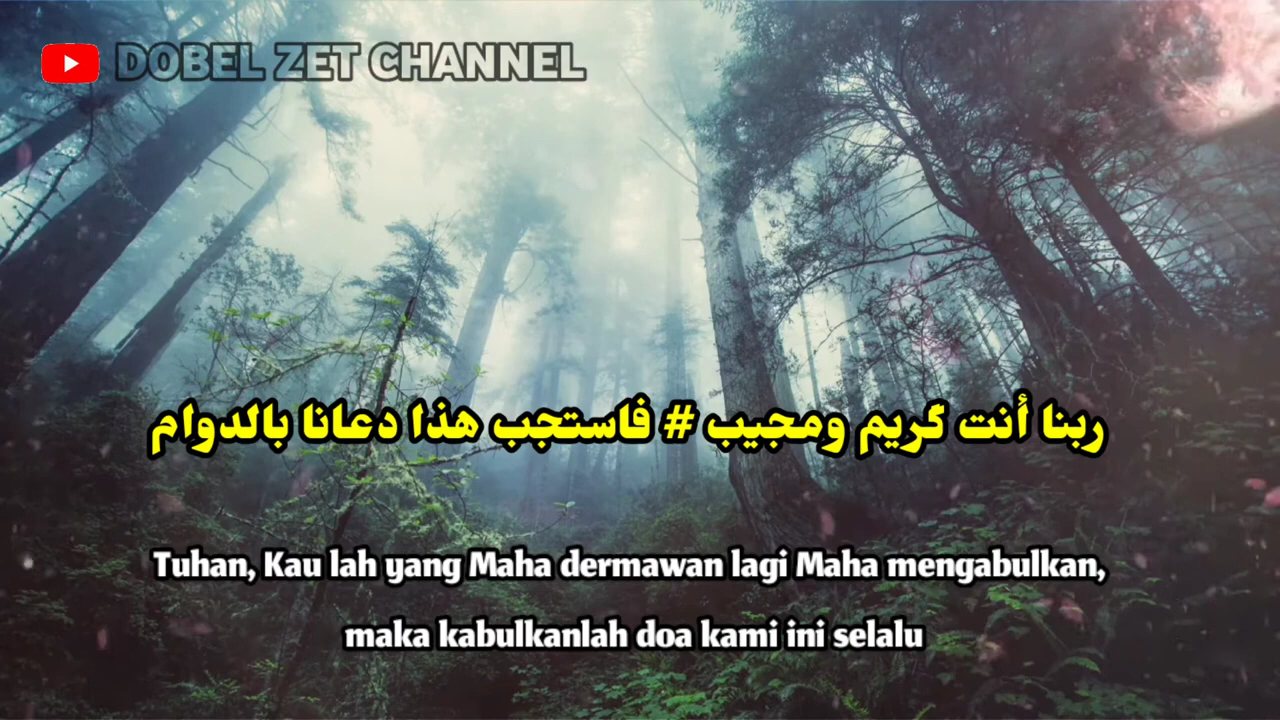 DOBEL ZET CHANNEL
ربنا أنت كريم ومجيب # فاستجب هذا دعانا بالدوام
Tuhan, Kau lah yang Maha dermawan lagi Maha mengabulkan,
maka kabulkanlah doa kami ini selalu